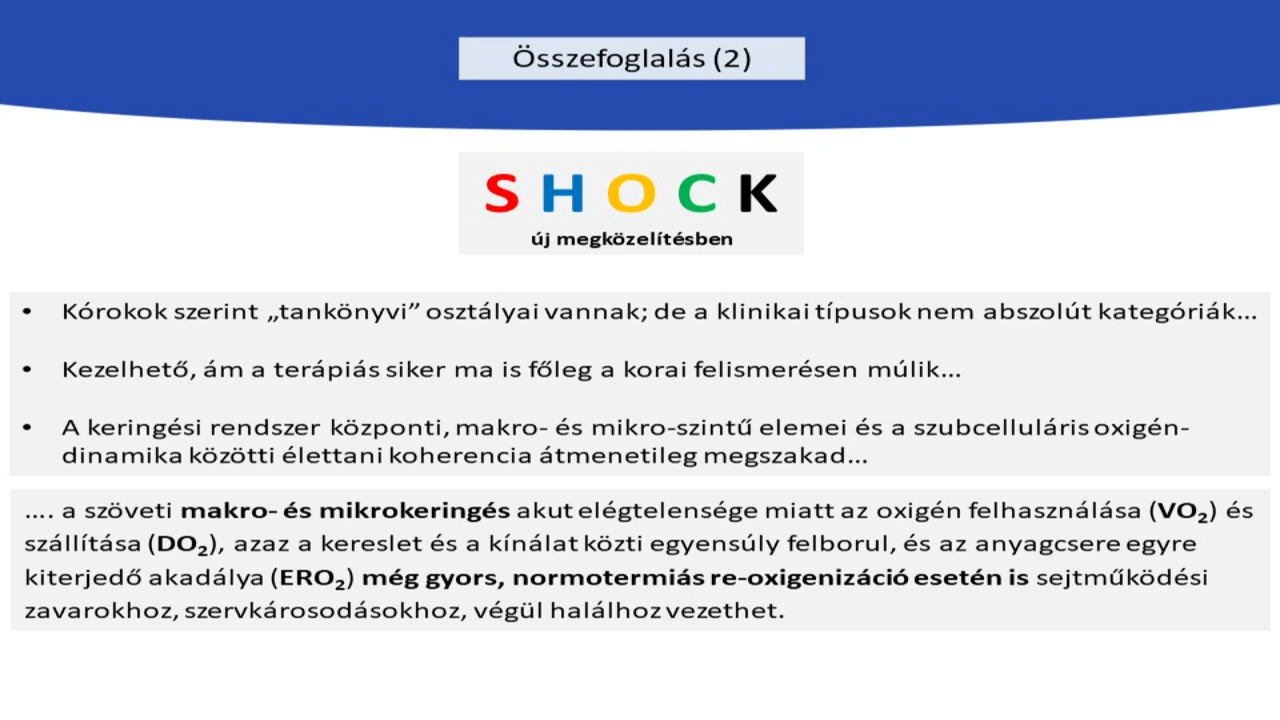 Összefoglalás (2)
S H O C K
új megközelítésben
• Kórokok szerint „tankönyvi” osztályai vannak; de a klinikai típusok nem abszolút kategóriák...
• Kezelhető, ám a terápiás siker ma is főleg a korai felismerésen múlik...
• A keringési rendszer központi, makro- és mikro-szintű elemei és a szubcelluláris oxigén-
dinamika közötti élettani koherencia átmenetileg megszakad...
.... a szöveti makro- és mikrokeringés akut elégtelensége miatt az oxigén felhasználása (VO₂) és
szállítása (DO₂), azaz a kereslet és a kínálat közti egyensúly felborul, és az anyagcsere egyre
kiterjedő akadálya (ERO₂) még gyors, normotermiás re-oxigenizáció esetén is sejtműködési
zavarokhoz, szervkárosodásokhoz, végül halálhoz vezethet.